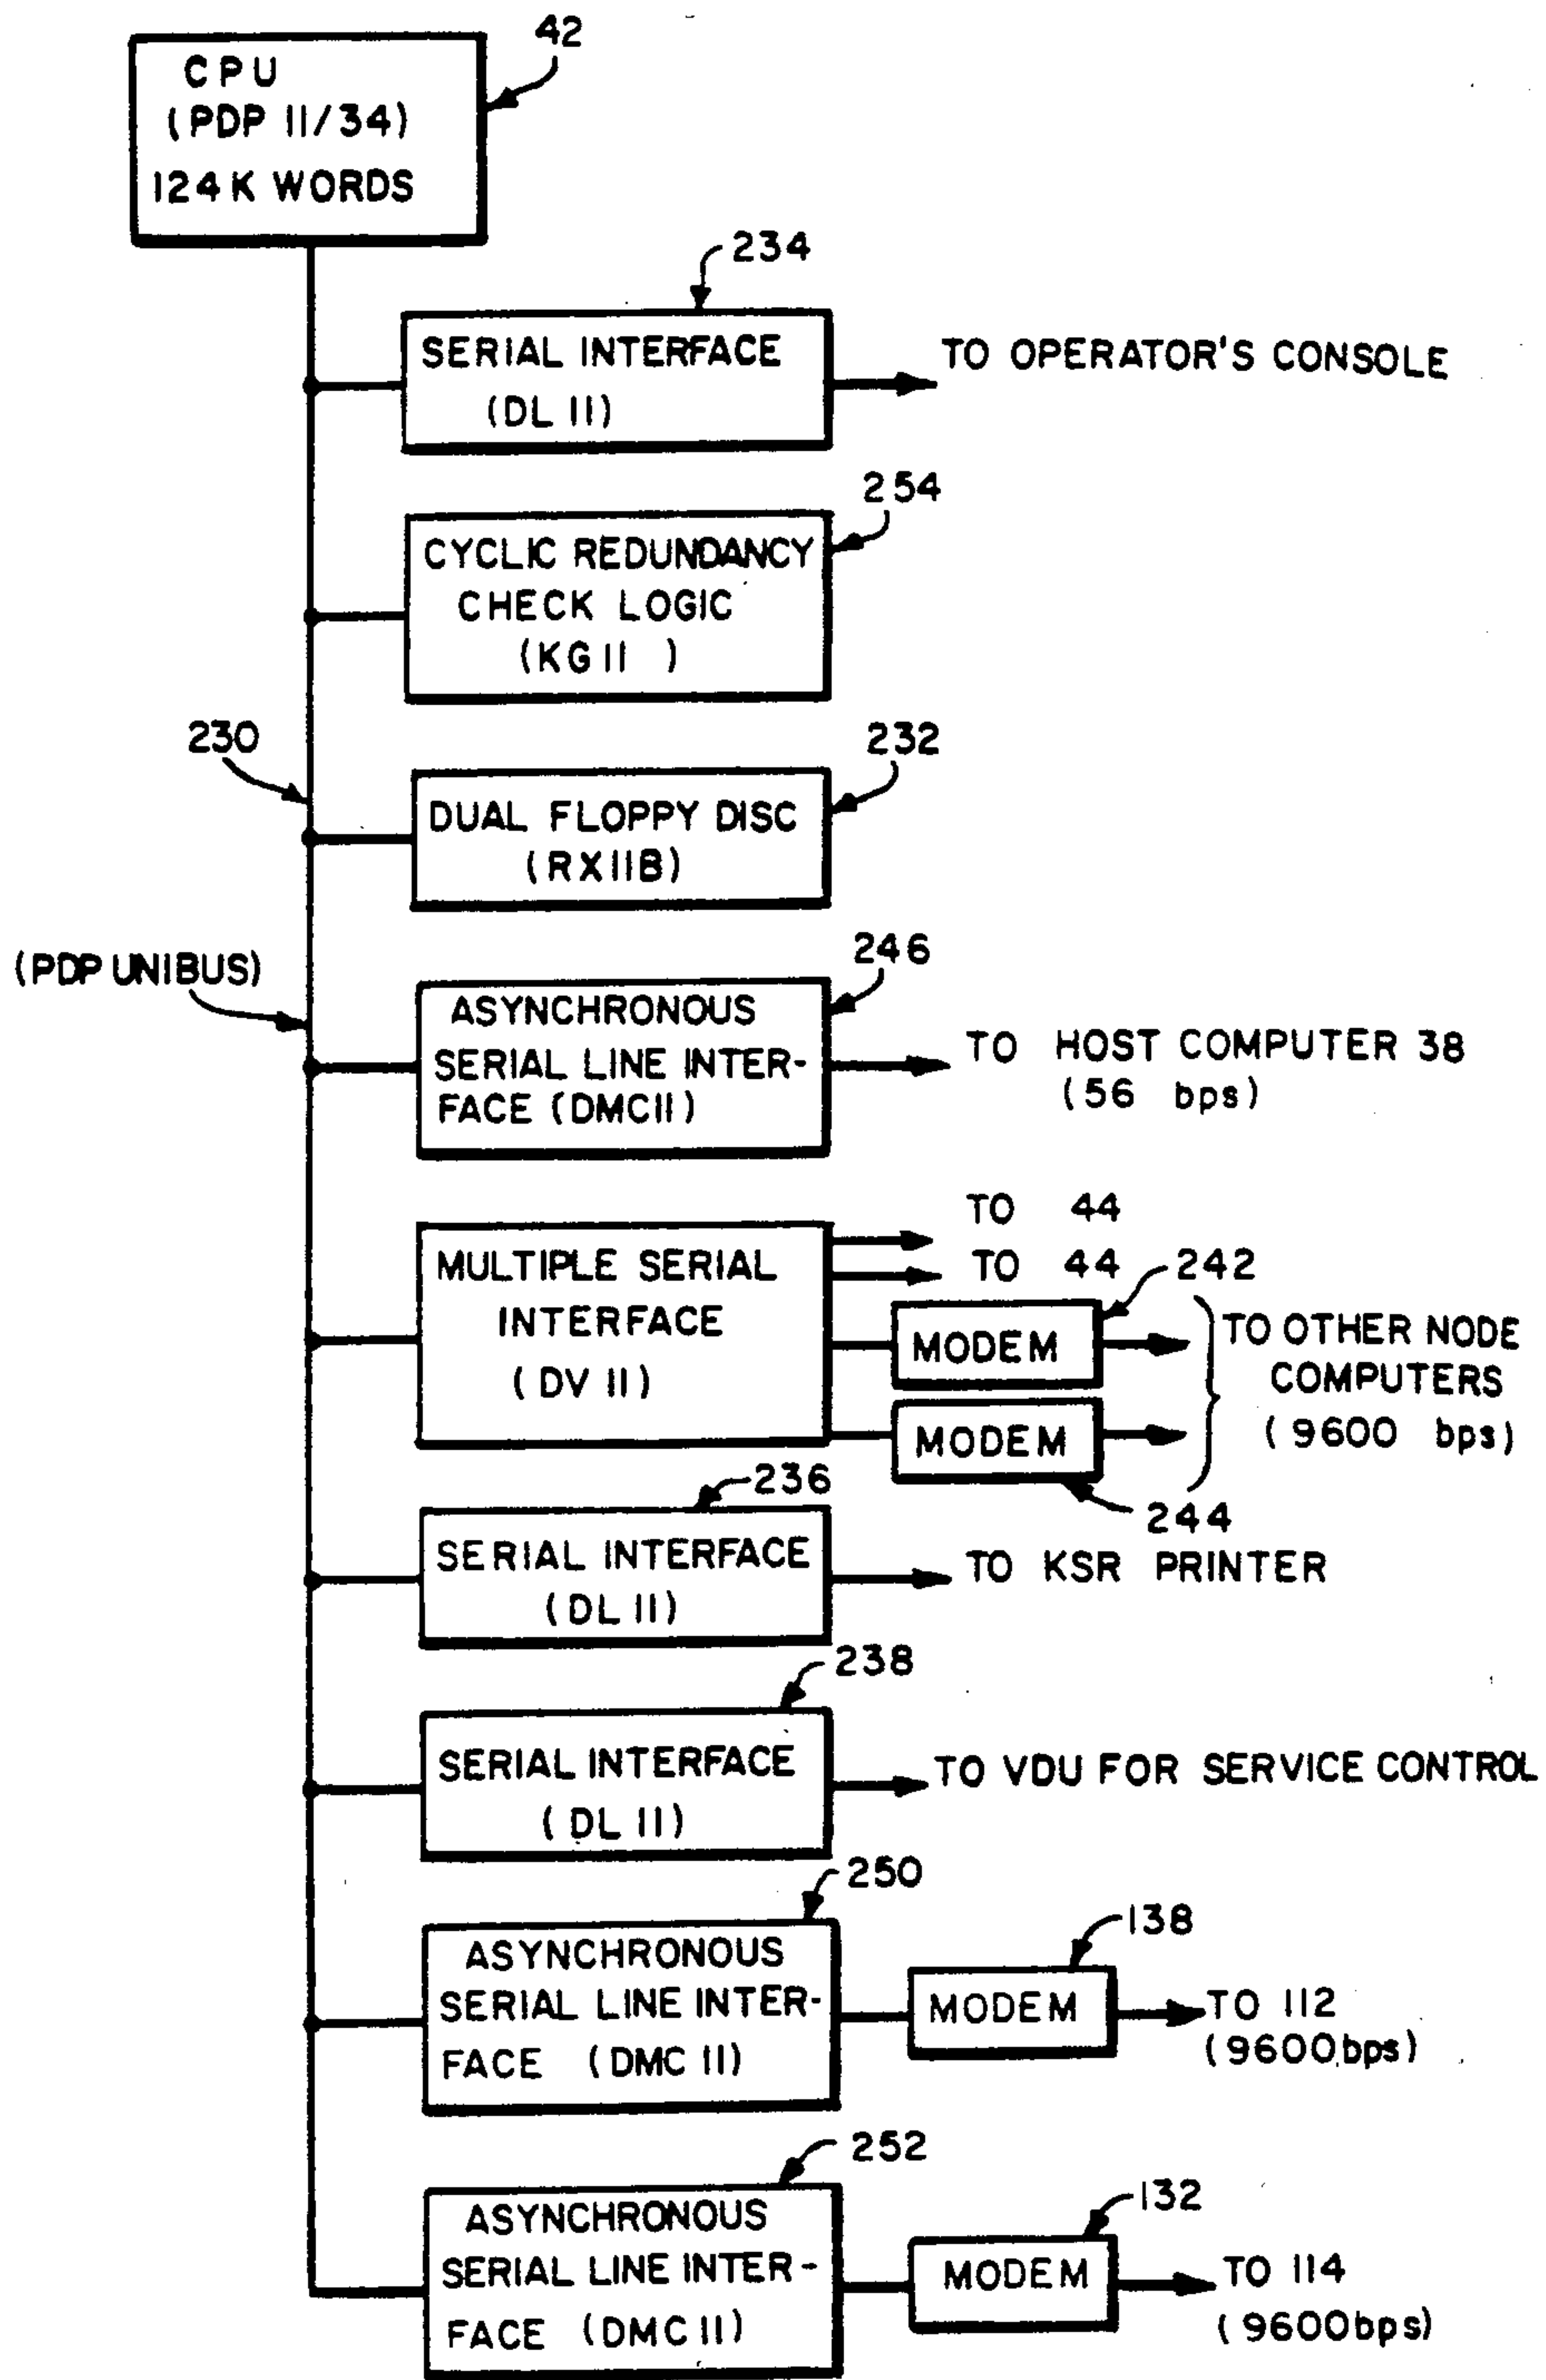 42
CPU
(PDP 11/34)
124K WORDS
234
SERIAL INTERFACE
(DL 11)
TO OPERATOR'S CONSOLE
254
CYCLIC REDUNDANCY
CHECK LOGIC
(KG11 )
230
232
DUAL FLOPPY DISC
(RX11B)
(PDP UNIBUS)
246
ASYNCHRONOUS
SERIAL LINE INTER-
FACE (DMC11)
TO HOST COMPUTER 38
(56 bps)
MULTIPLE SERIAL
INTERFACE
(DV 11)
TO 44
TO 44
242
MODEM
MODEM
244
TO OTHER NODE
COMPUTERS
(9600 bps)
236
SERIAL INTERFACE
(DL 11)
TO KSR PRINTER
238
SERIAL INTERFACE
(DL 11)
TO VDU FOR SERVICE CONTROL
250
ASYNCHRONOUS
SERIAL LINE INTER-
FACE (DMC 11)
138
MODEM
TO 112
(9600bps)
252
ASYNCHRONOUS
SERIAL LINE INTER-
FACE (DMC 11)
132
MODEM
TO 114
(9600bps)